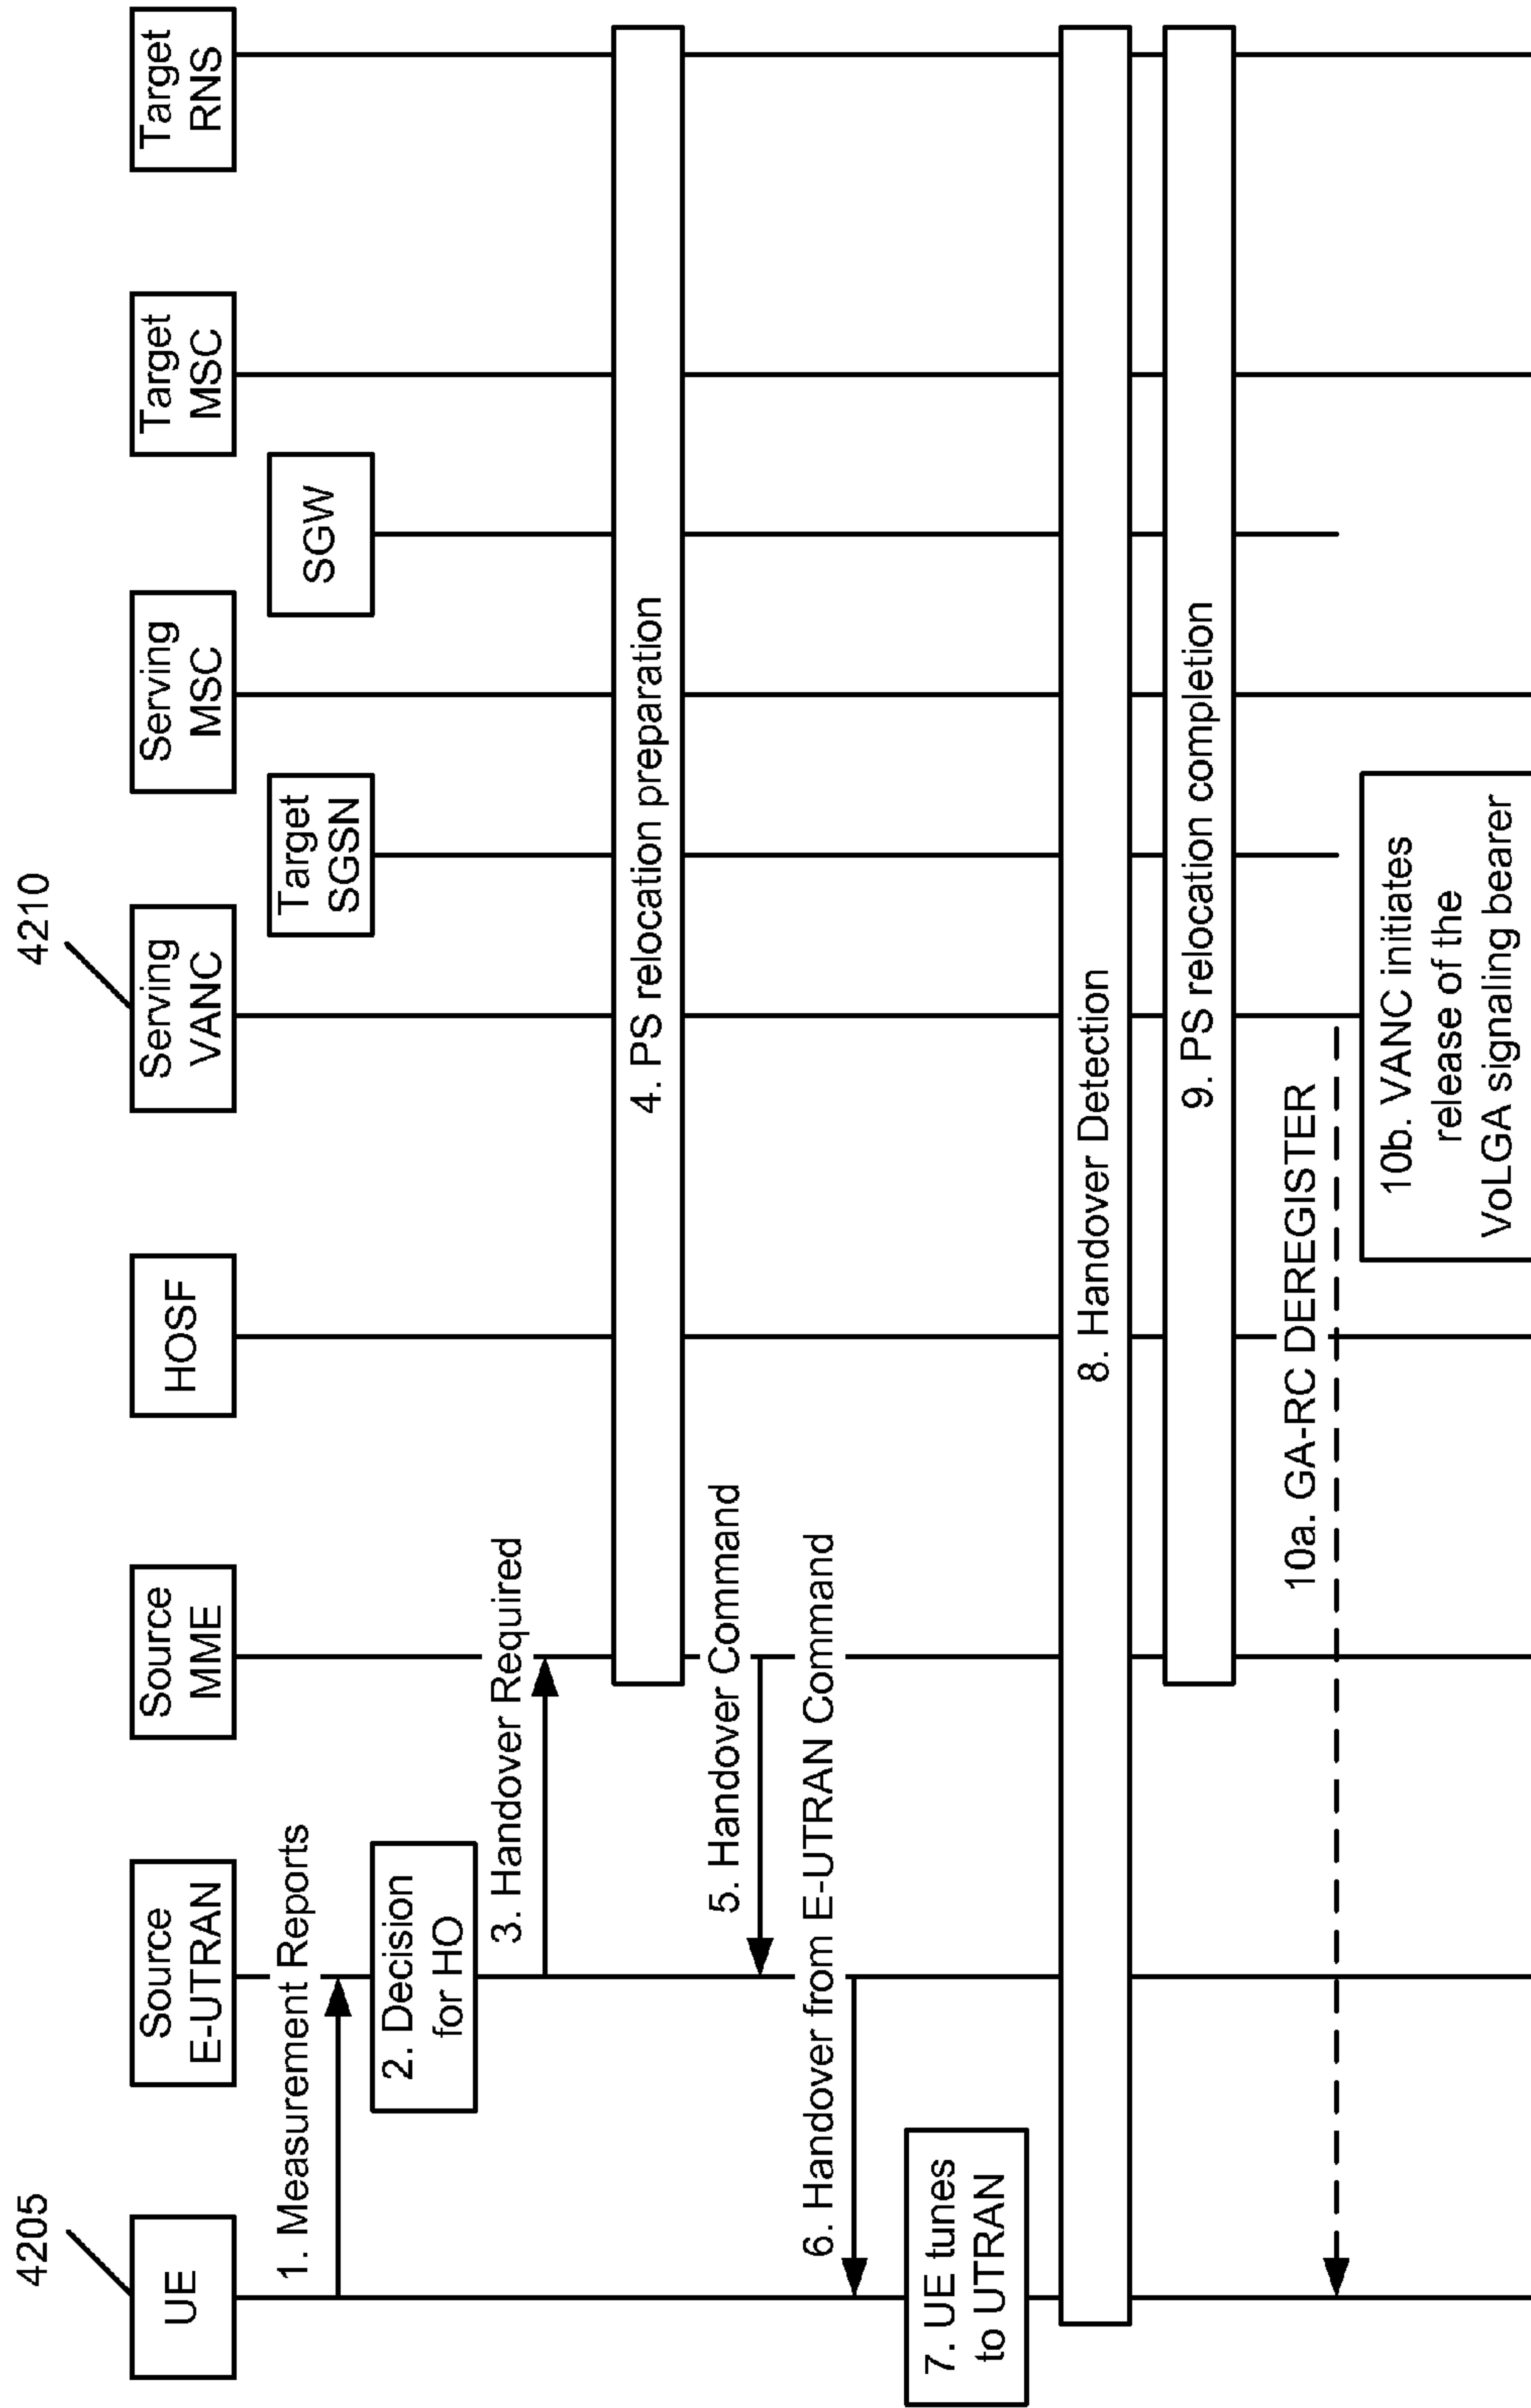 4205
4210
UE
Source
E-UTRAN
Source
MME
HOSF
Serving
VANC
Target
SGSN
Serving
MSC
SGW
Target
MSC
Target
RNS
1. Measurement Reports
2. Decision
for HO
3. Handover Required
4. PS relocation preparation
5. Handover Command
6. Handover from E-UTRAN Command
7. UE tunes
to UTRAN
8. Handover Detection
9. PS relocation completion
10a. GA-RC DEREGISTER
10b. VANC initiates
release of the
VoLGA signaling bearer